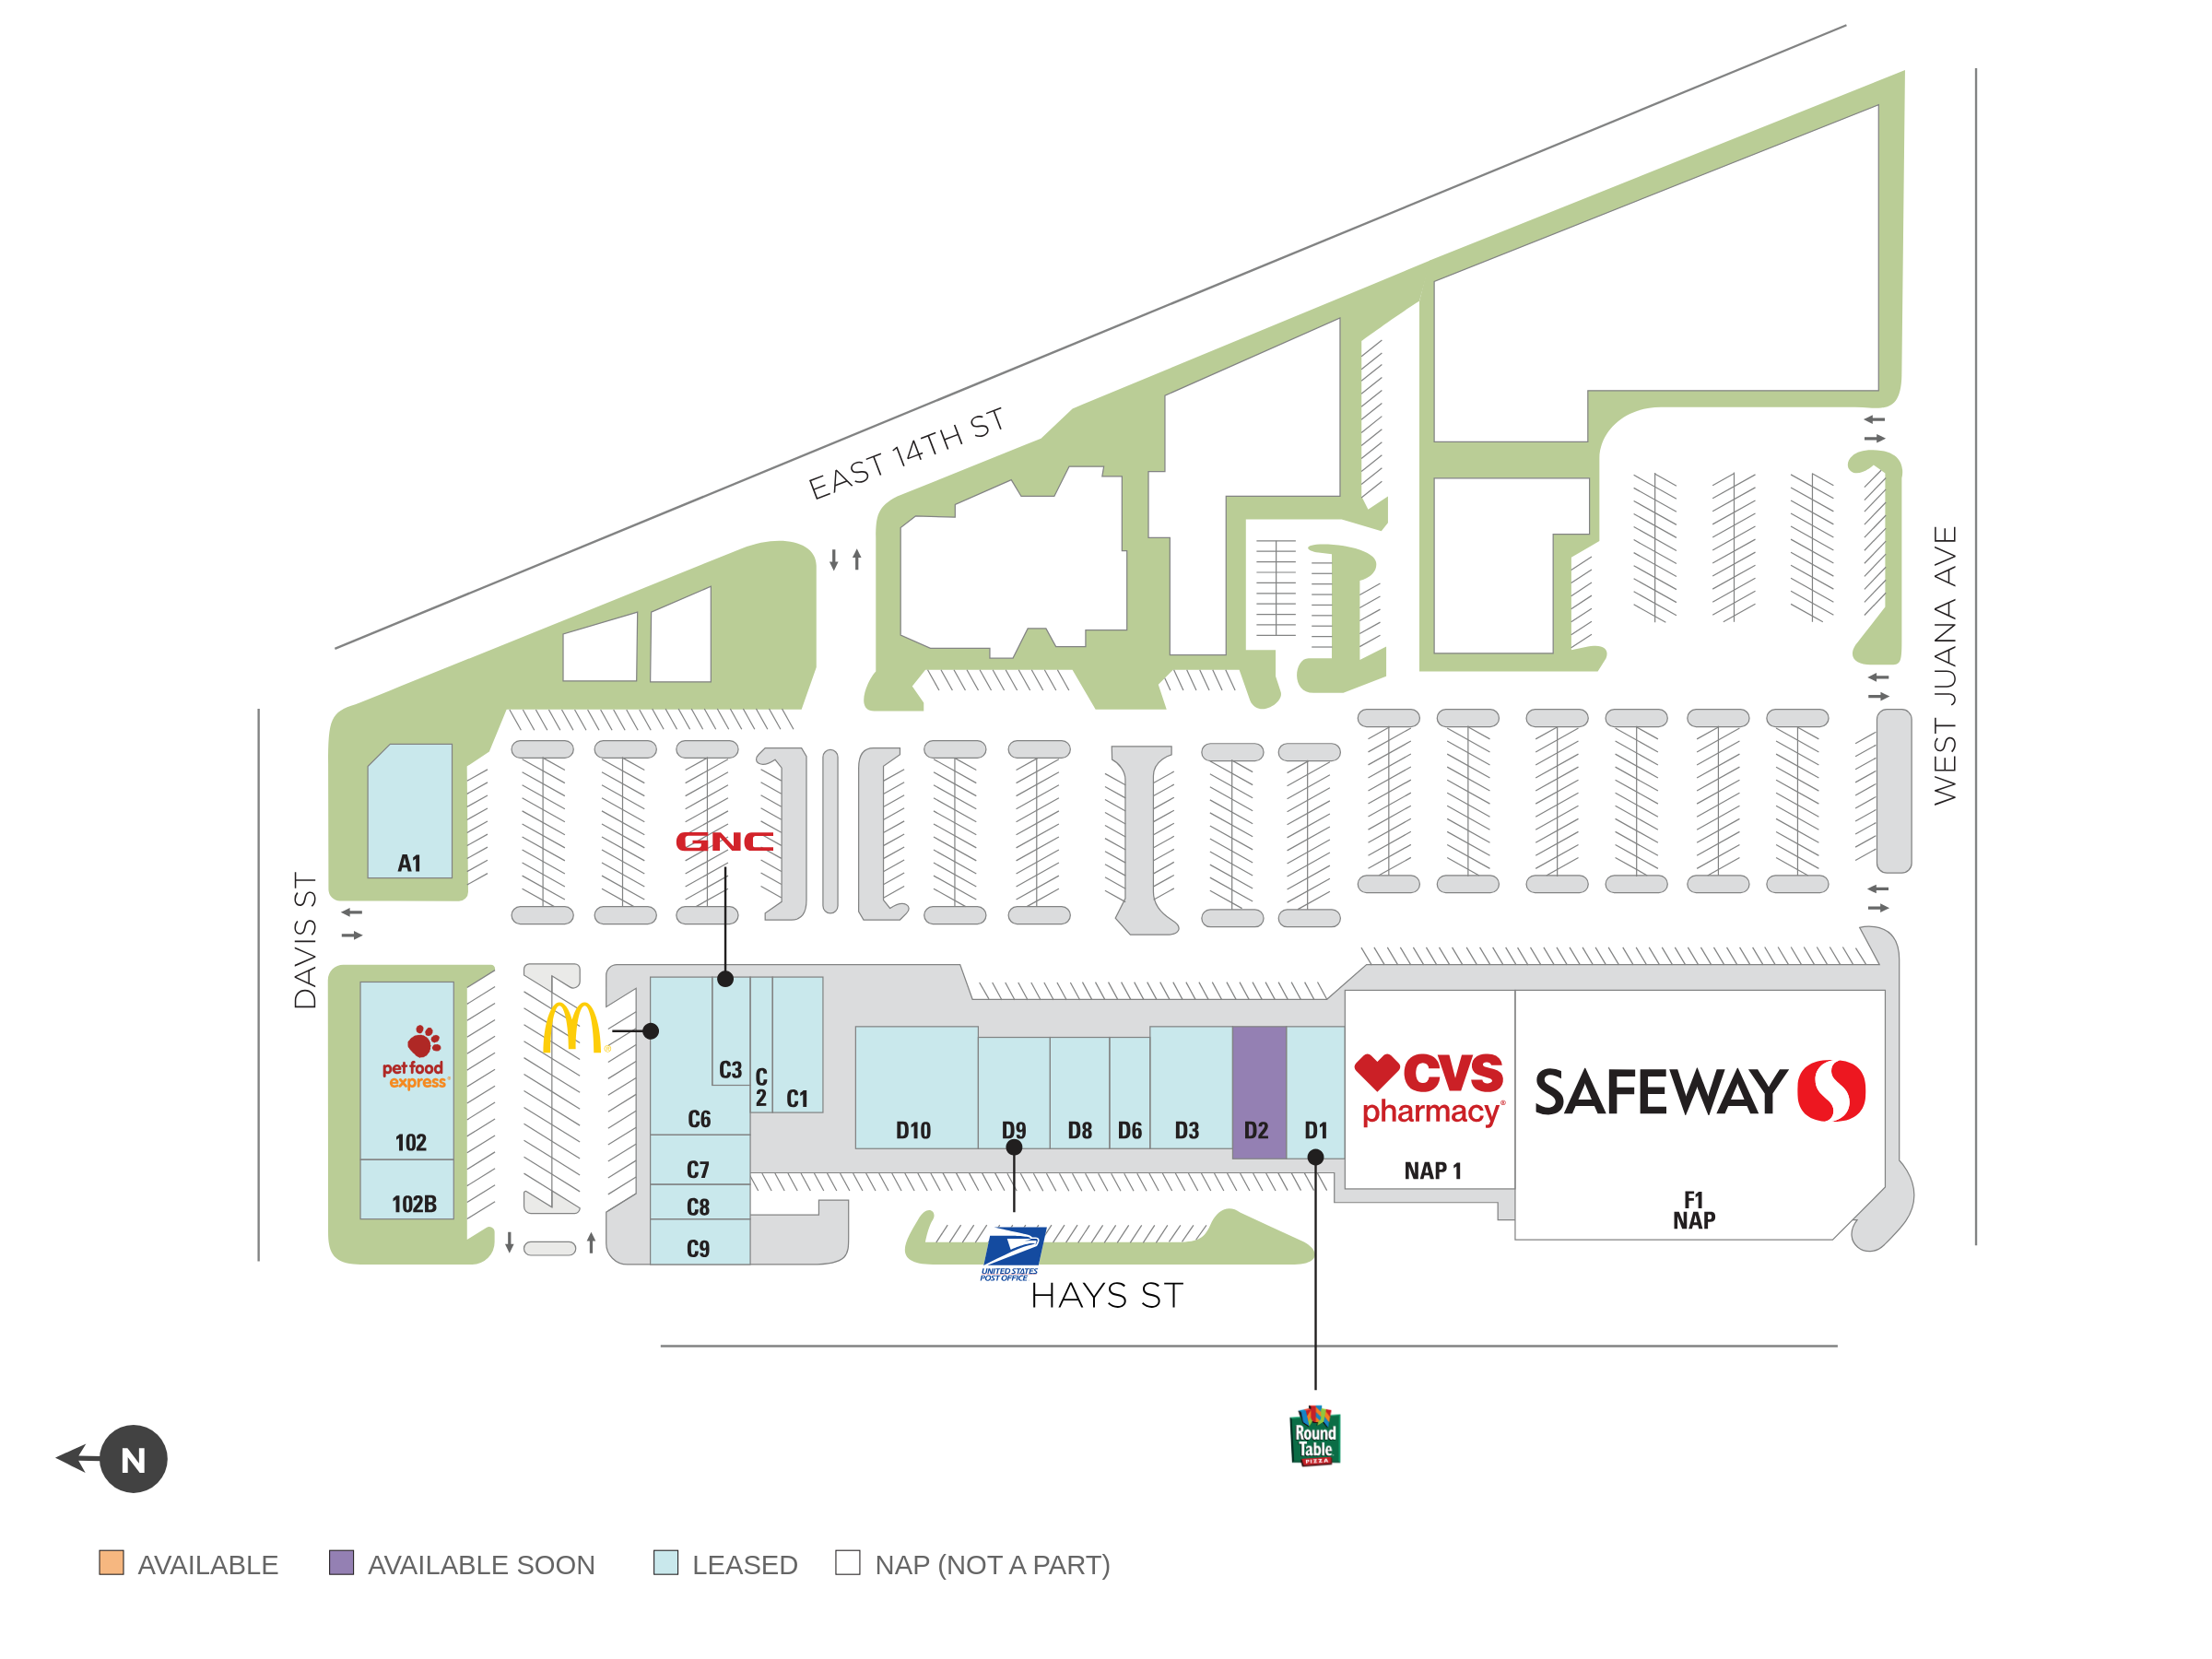 EAST 14TH ST
WEST JUANA AVE
GNC
A1
DAVIS ST
pet food
express
102
102B
C3
C
2
C1
C6
C7
C8
C9
D10
D9
D8
D6
D3
D2
D1
CVS
pharmacy®
NAP 1
SAFEWAY
F1
NAP
UNITED STATES
POST OFFICE
HAYS ST
Round
Table
PIZZA
N
AVAILABLE
AVAILABLE SOON
LEASED
NAP (NOT A PART)